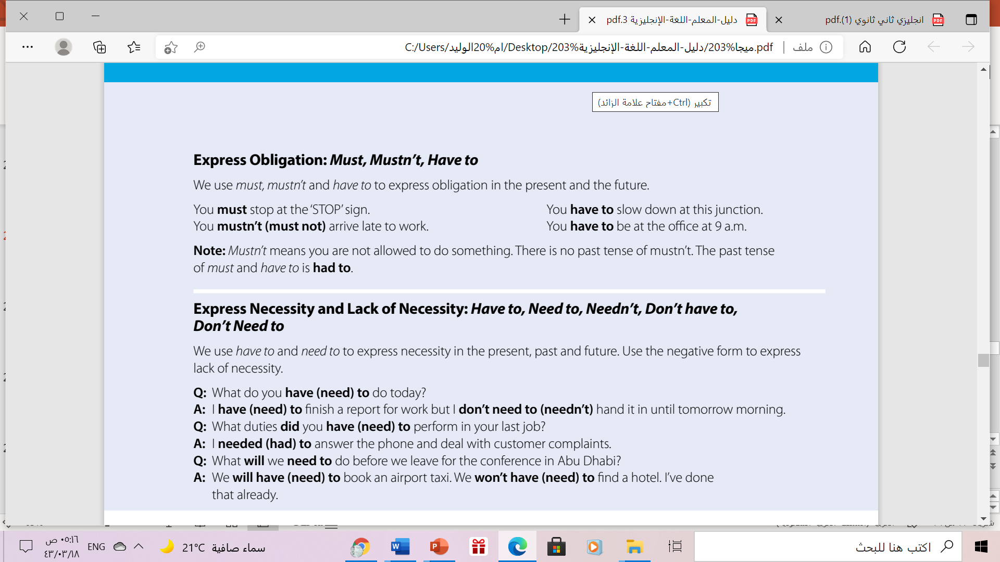 دليل-المعلم-اللغة-الإنجليزية 3.pdf
انجليزي ثاني ثانوي (1).pdf
C:/Users/ام%20الوليد/Desktop/ميجا%203/دليل-المعلم-اللغة-الإنجليزية%203.pdf
ملف
تكبير (Ctrl+مفتاح علامة الزائد)
Express Obligation: Must, Mustn't, Have to
We use must, mustn't and have to to express obligation in the present and the future.
You must stop at the 'STOP' sign.
You have to slow down at this junction.
You mustn't (must not) arrive late to work.
You have to be at the office at 9 a.m.
Note: Mustn't means you are not allowed to do something. There is no past tense of mustn't. The past tense
of must and have to is had to.
Express Necessity and Lack of Necessity: Have to, Need to, Needn't, Don't have to,
Don't Need to
We use have to and need to to express necessity in the present, past and future. Use the negative form to express
lack of necessity.
Q: What do you have (need) to do today?
A: I have (need) to finish a report for work but I don't need to (needn't) hand it in until tomorrow morning.
Q: What duties did you have (need) to perform in your last job?
A: I needed (had) to answer the phone and deal with customer complaints.
Q: What will we need to do before we leave for the conference in Abu Dhabi?
A: We will have (need) to book an airport taxi. We won't have (need) to find a hotel. I've done
that already.
٠٥:١٦ ص
٤٣/٠٣/١٨
ENG
21°C سماء صافية
اكتب هنا للبحث